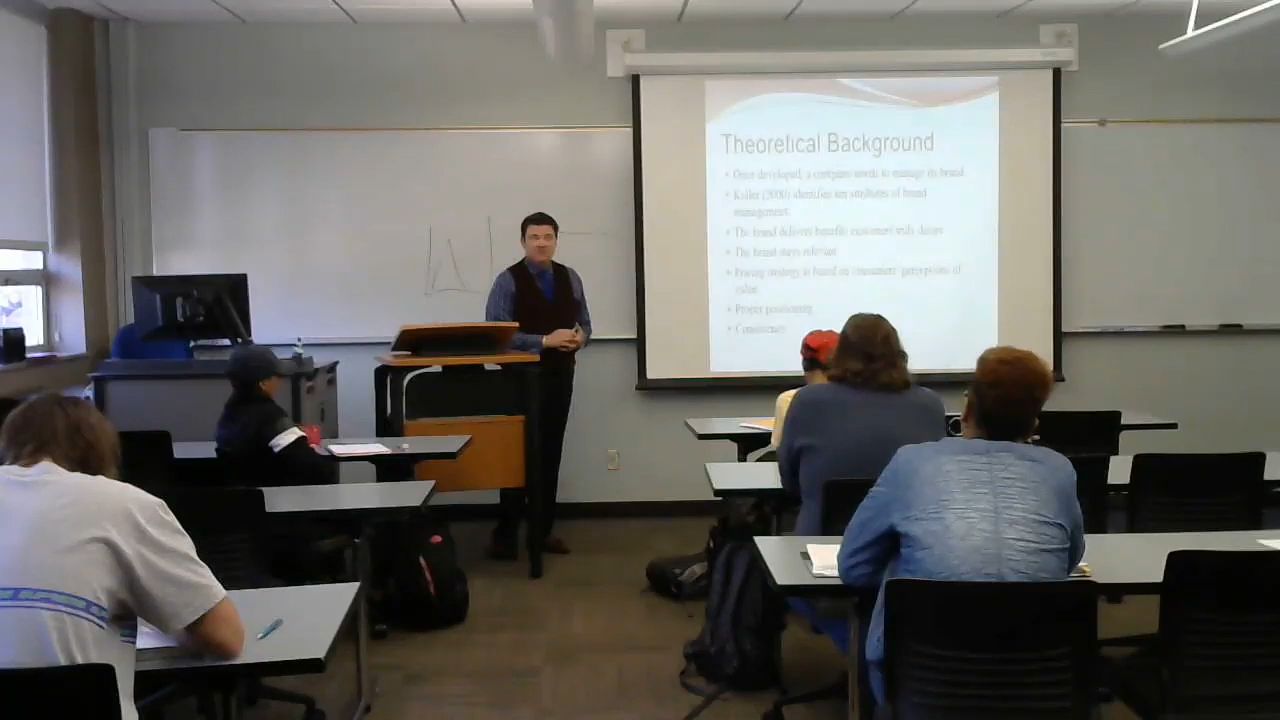 Theoretical Background
• Once developed, a company needs to manage its brand
• Keller (2000) identifies ten attributes of brand
management:
• The brand delivers benefits customers truly desire
• The brand stays relevant
• Pricing strategy is based on consumers' perceptions of
value
• Proper positioning
• Consistency